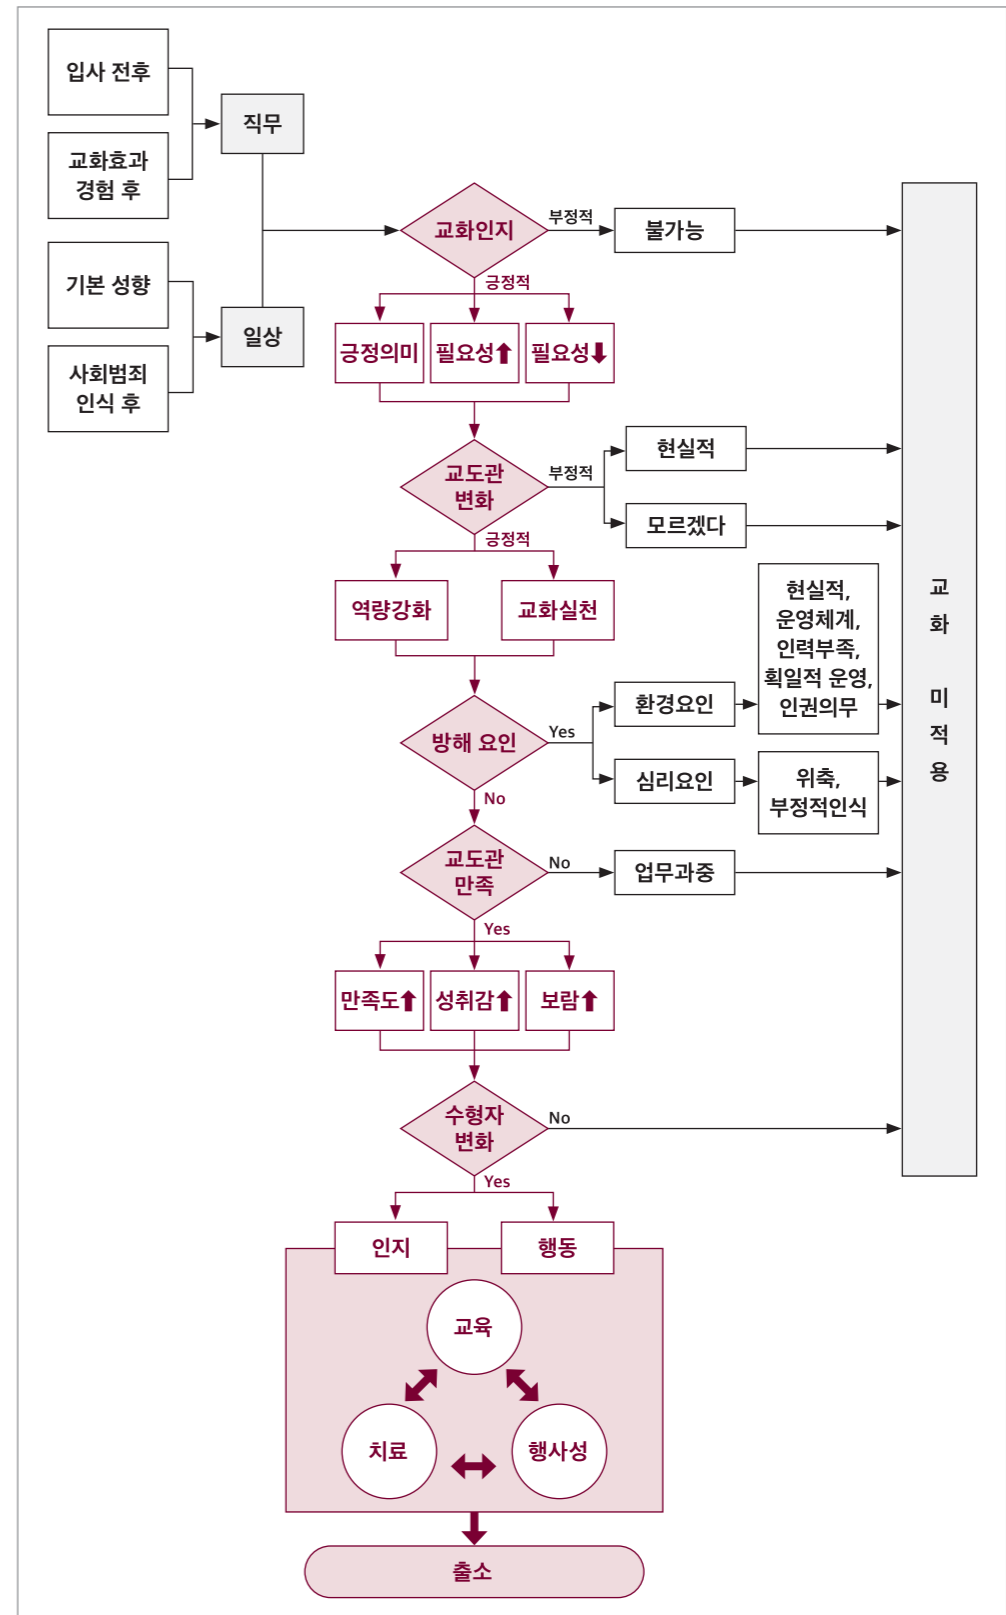 입사 전후
직무
교화효과
경험 후
교화인지
부정적
불가능
긍정적
기본 성향
일상
사회범죄
인식 후
긍정의미
필요성⬆
필요성⬇
교도관
변화
부정적
현실적
모르겠다
긍정적
역량강화
교화실천
현실적,
운영체계,
인력부족,
획일적 운영,
인권의무
교
화
미
적
용
방해 요인
Yes
환경요인
심리요인
위축,
부정적인식
No
교도관
만족
No
업무과중
Yes
만족도⬆
성취감⬆
보람⬆
수형자
변화
No
Yes
인지
행동
교육
치료
행사성
출소